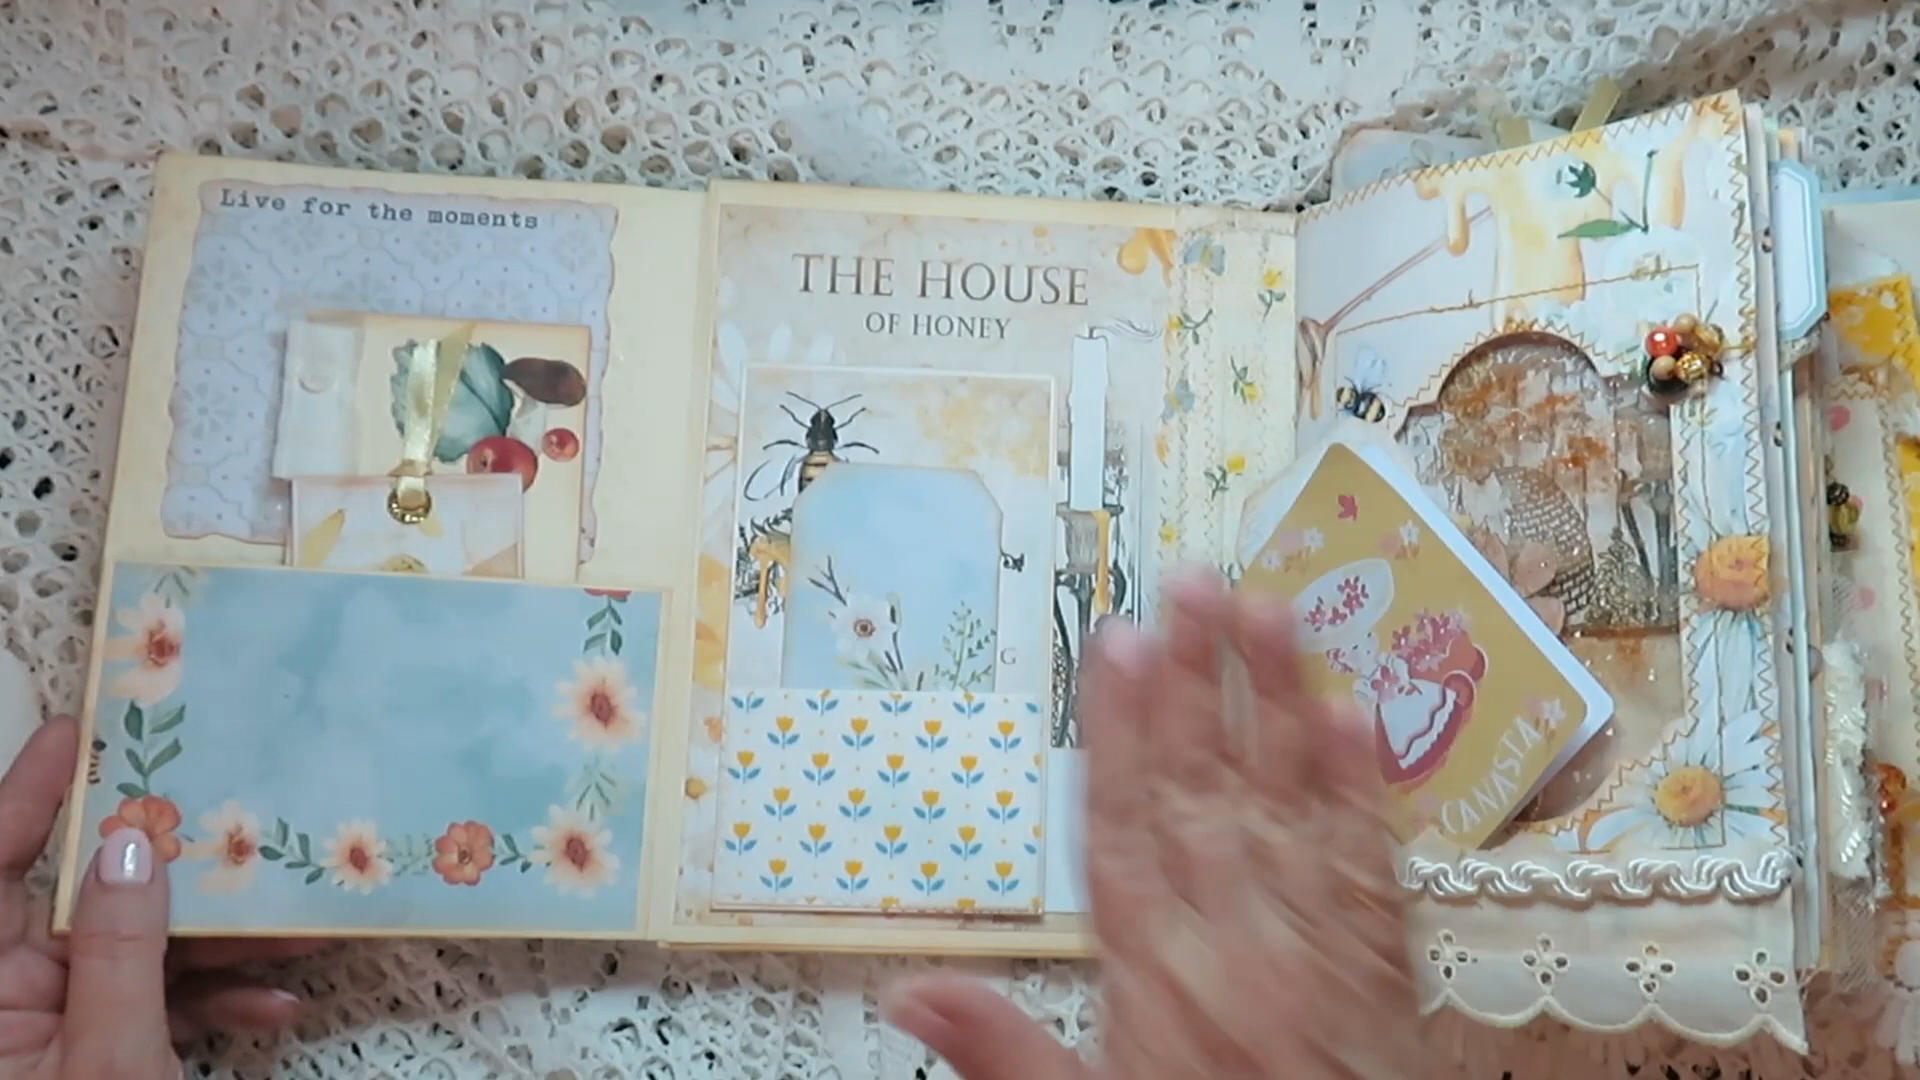 Live for the moments
THE HOUSE
OF HONEY
G
CANASTA